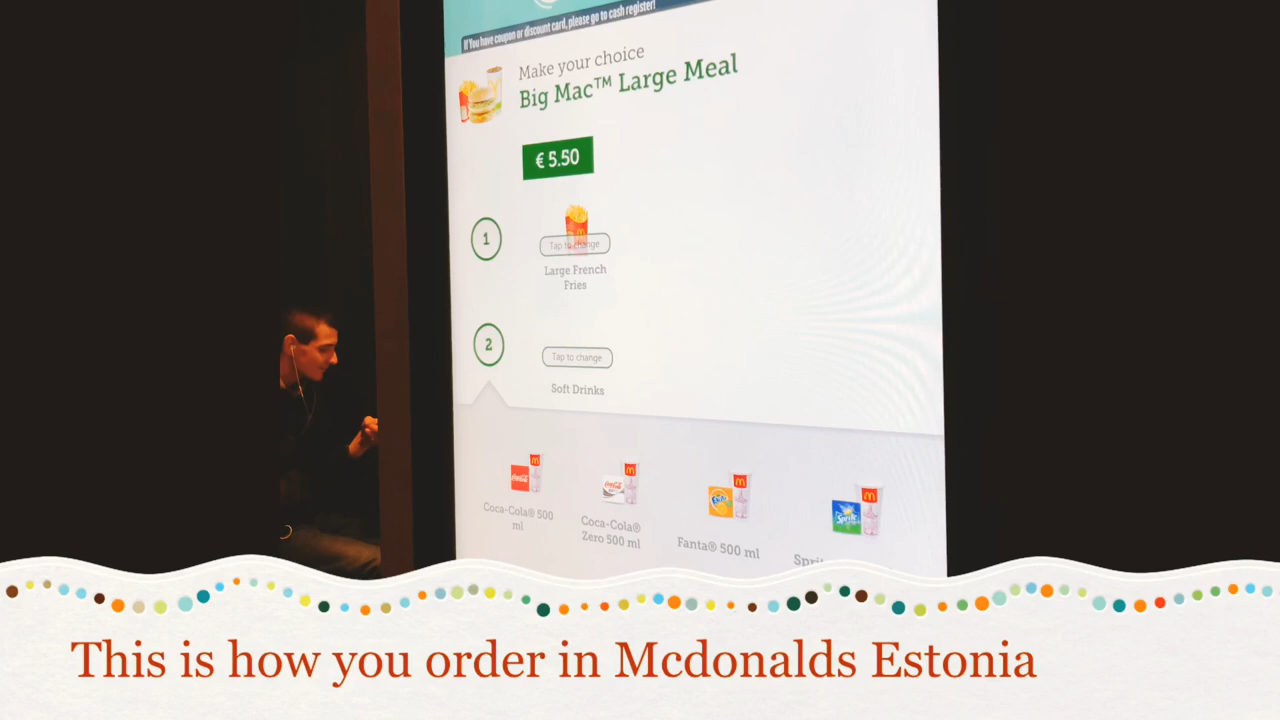 If You have coupon or discount card, please go to cash register!
Make your choice
Big Mac™ Large Meal
€ 5.50
1
Tap to change
Large French
Fries
2
Tap to change
Soft Drinks
Coca-Cola® 500
ml
Coca-Cola®
Zero 500 ml
Fanta® 500 ml
This is how you order in Mcdonalds Estonia